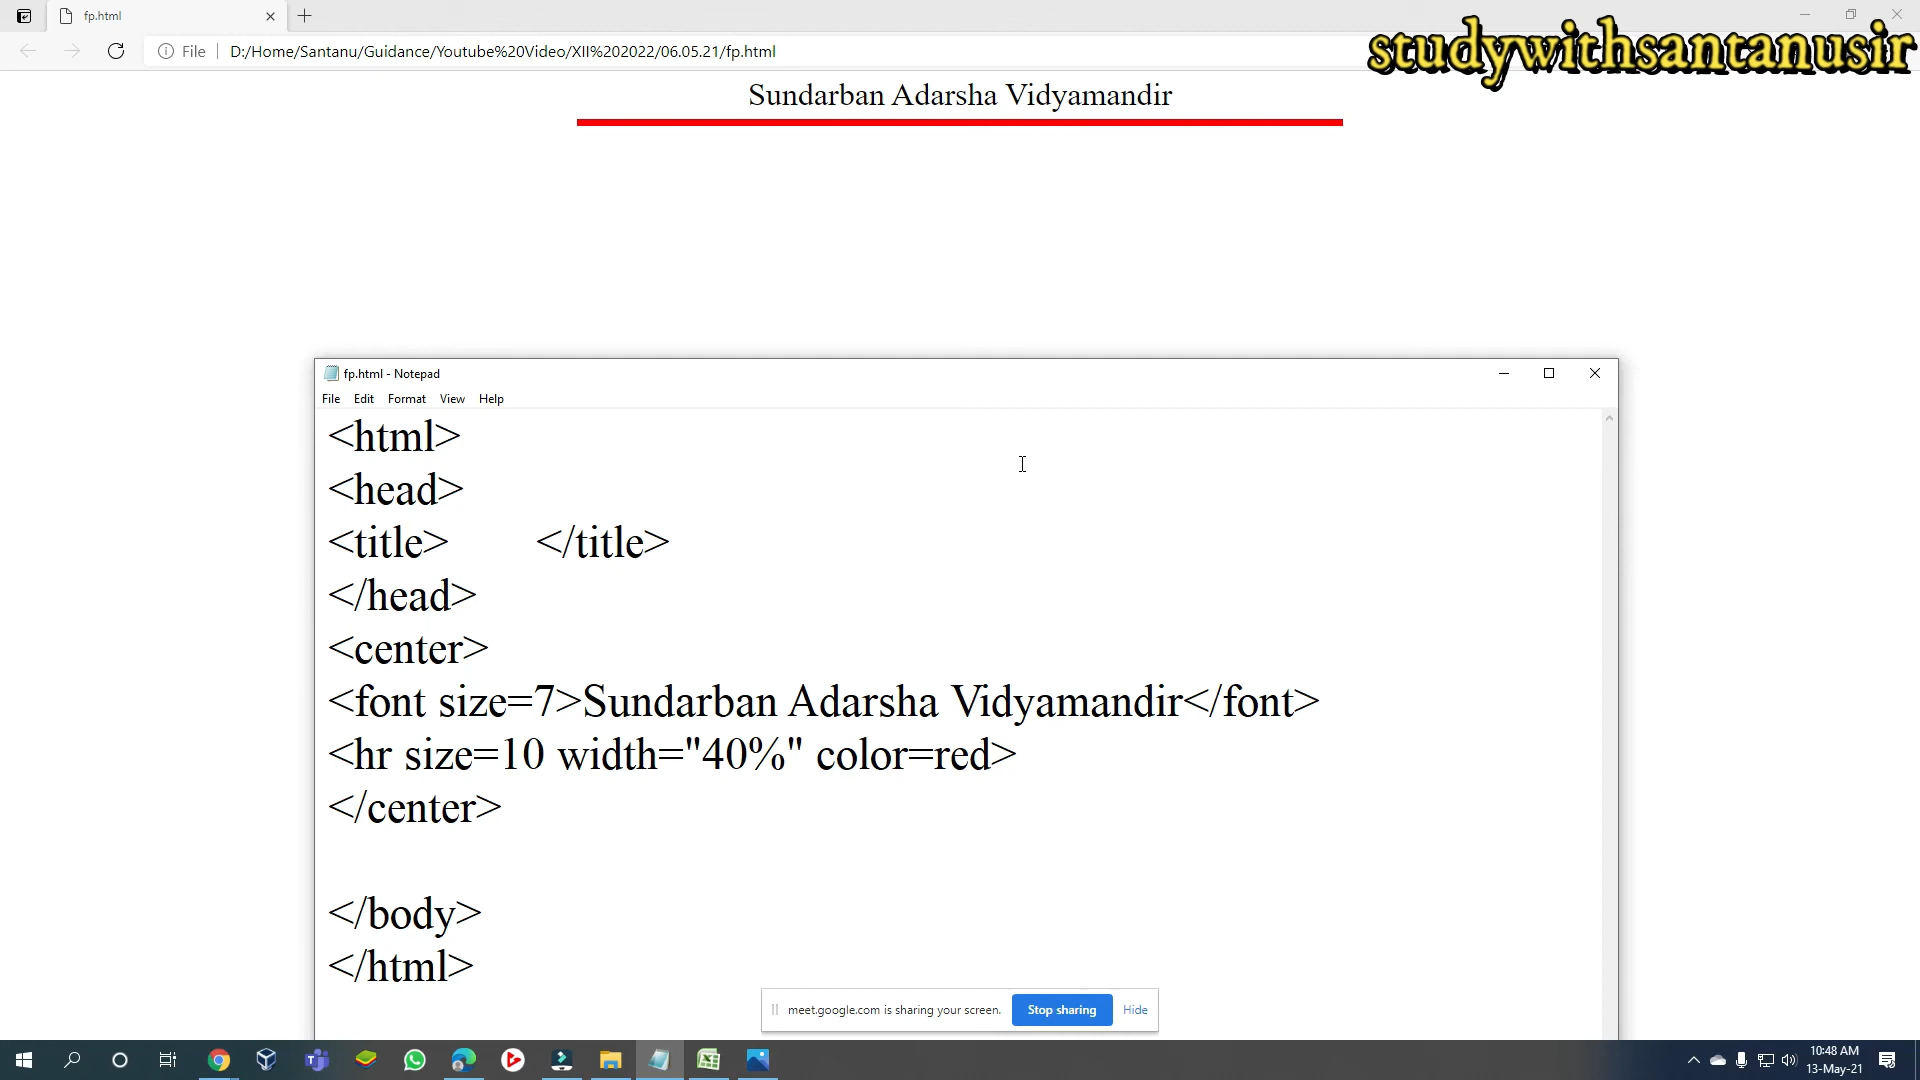 fp.html
File D:/Home/Santanu/Guidance/Youtube%20Video/XII%202022/06.05.21/fp.html
studywithsantanusir
Sundarban Adarsha Vidyamandir
fp.html - Notepad
File Edit Format View Help
<html>
<head>
<title> </title>
</head>
<center>
<font size=7>Sundarban Adarsha Vidyamandir</font>
<hr size=10 width="40%" color=red>
</center>
</body>
</html>
meet.google.com is sharing your screen. Stop sharing Hide
10:48 AM
13-May-21